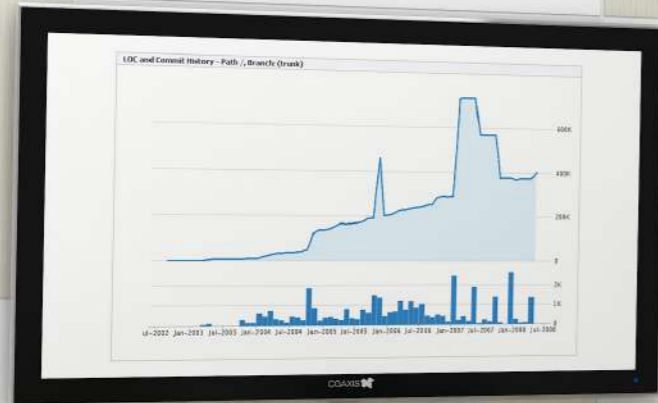 LOC and Commit History - Path /, Branch: (trunk)
600K
400K
200K
0
2K
1K
0
Ul-2002 Jan-2003 Jul-2003 Jan-2004 Jul-2004 Jan-2005 Jul-2005 Jan-2006 Jul-2006 Jan-2007 Jul-2007 Jan-2008 Jul-2008
COAXIS